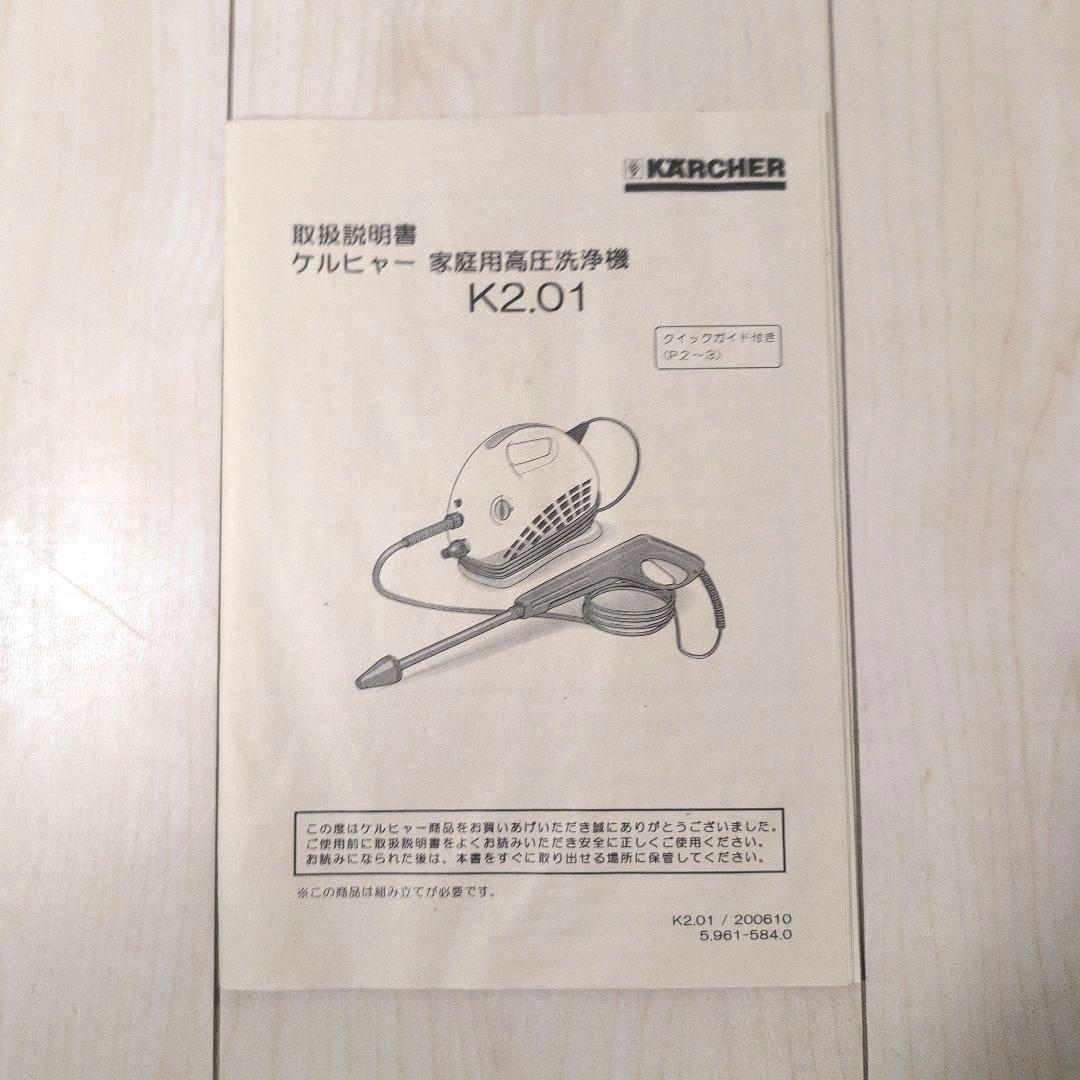 KÄRCHER
取扱説明書
ケルヒャー 家庭用高圧洗浄機
K2.01
クイックガイド付き
(P.2～3)
この度はケルヒャー商品をお買いあげいただき誠にありがとうございました。
ご使用前に取扱説明書をよくお読みいただき安全に正しくご使用ください。
お読みになられた後は、本書をすぐに取り出せる場所に保管してください。
※この商品は組み立てが必要です。
K2.01 / 200610
5.961-584.0